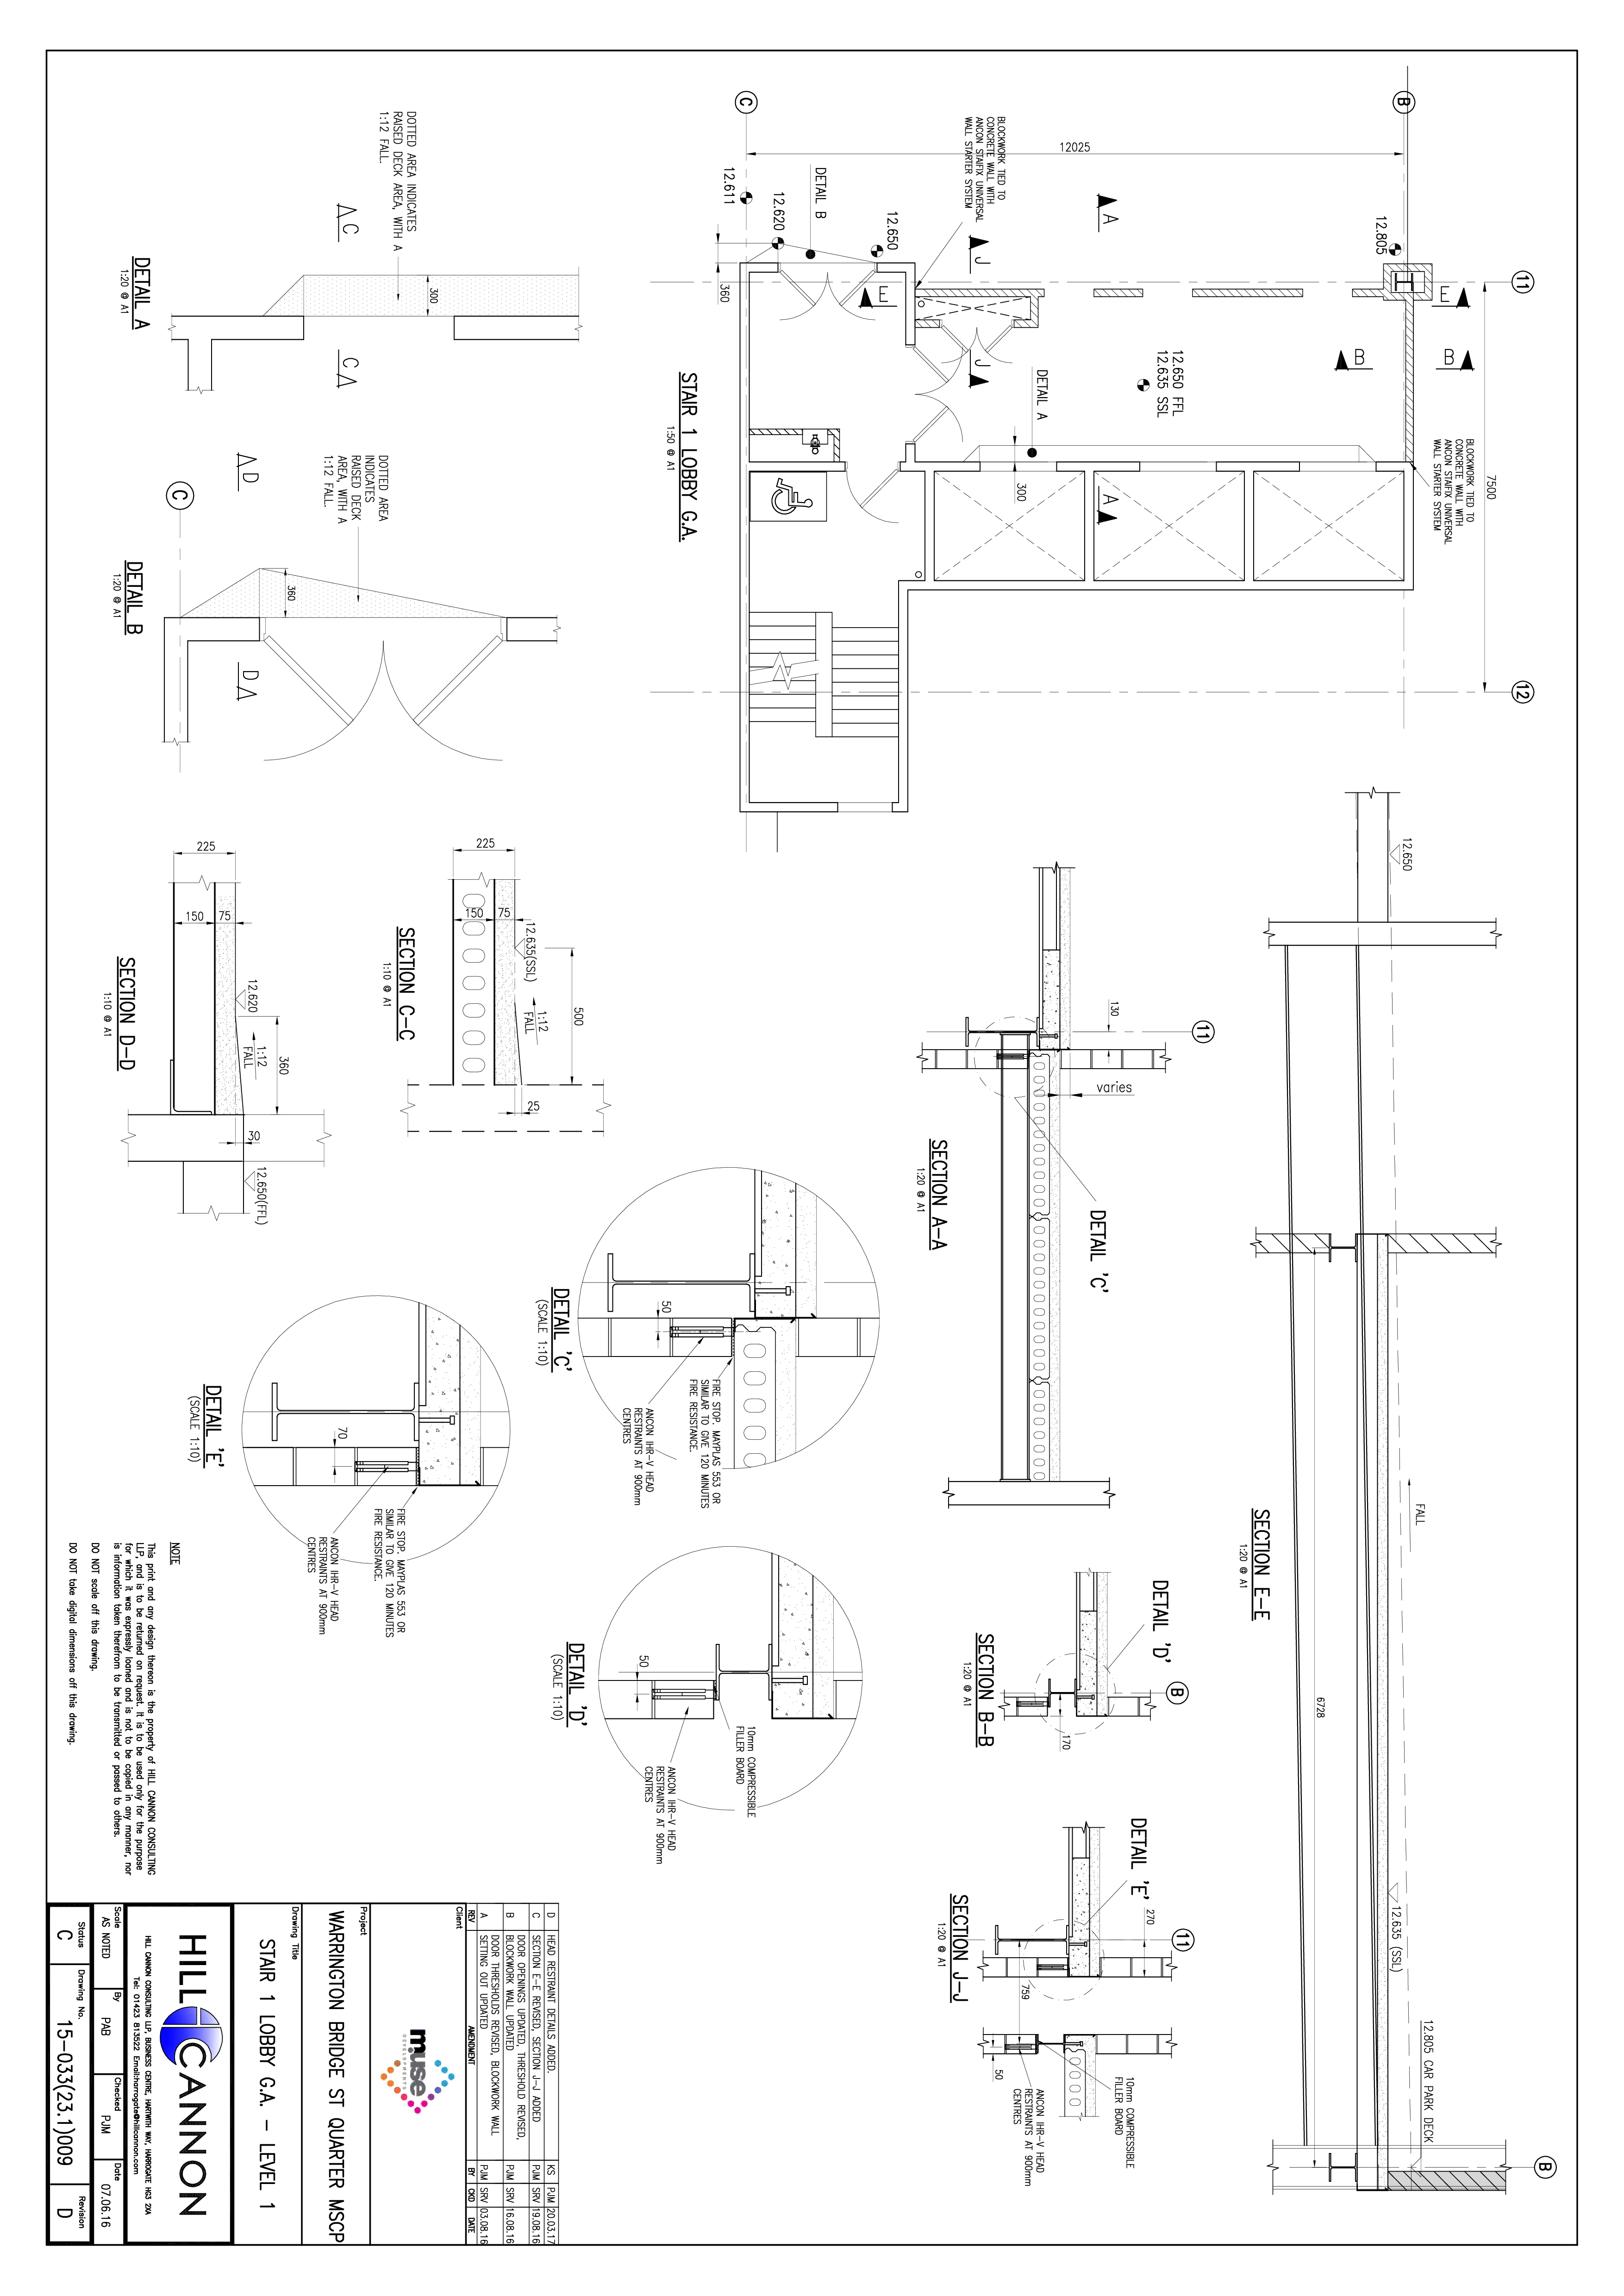 C
B
12025
BLOCKWORK TIED TO
CONCRETE WALL WITH
ANCON STAIFIX UNIVERSAL
WALL STARTER SYSTEM
DETAIL B
12.611
12.620
12.650
360
J
A
12.805
11
E
E
B
B
12.650 FFL
12.635 SSL
J
DETAIL A
300
A
BLOCKWORK TIED TO
CONCRETE WALL WITH
ANCON STAIFIX UNIVERSAL
WALL STARTER SYSTEM
7500
12
STAIR 1 LOBBY G.A.
1:50 @ A1
DOTTED AREA INDICATES
RAISED DECK AREA, WITH A
1:12 FALL.
C
300
C
DETAIL A
1:20 @ A1
DOTTED AREA
INDICATES
RAISED DECK
AREA, WITH A
1:12 FALL.
D
C
360
D
DETAIL B
1:20 @ A1
12.650
FALL
6728
12.635 (SSL)
12.805 CAR PARK DECK
B
SECTION E-E
1:20 @ A1
130
11
varies
DETAIL 'C'
SECTION A-A
1:20 @ A1
DETAIL 'D'
B
170
SECTION B-B
1:20 @ A1
DETAIL 'E'
270
11
759
50
10mm COMPRESSIBLE
FILLER BOARD
ANCON IHR-V HEAD
RESTRAINTS AT 900mm
CENTRES
SECTION J-J
1:20 @ A1
225
150
75
12.635(SSL)
1:12
FALL
500
25
SECTION C-C
1:10 @ A1
225
150
75
12.620
1:12
FALL
360
30
12.650(FFL)
SECTION D-D
1:10 @ A1
50
FIRE STOP. MAYPLAS 553 OR
SIMILAR TO GIVE 120 MINUTES
FIRE RESISTANCE.
ANCON IHR-V HEAD
RESTRAINTS AT 900mm
CENTRES
DETAIL 'C'
(SCALE 1:10)
50
10mm COMPRESSIBLE
FILLER BOARD
ANCON IHR-V HEAD
RESTRAINTS AT 900mm
CENTRES
DETAIL 'D'
(SCALE 1:10)
70
FIRE STOP. MAYPLAS 553 OR
SIMILAR TO GIVE 120 MINUTES
FIRE RESISTANCE.
ANCON IHR-V HEAD
RESTRAINTS AT 900mm
CENTRES
DETAIL 'E'
(SCALE 1:10)
NOTE
This print and any design thereon is the property of HILL CANNON CONSULTING
LLP, and is to be returned on request. It is to be used only for the purpose
for which it was expressly loaned and is not to be copied in any manner, nor
is information taken therefrom to be transmitted or passed to others.
DO NOT scale off this drawing.
DO NOT take digital dimensions off this drawing.
D HEAD RESTRAINT DETAILS ADDED. KS PJM 20.03.17
C SECTION E-E REVISED, SECTION J-J ADDED PJM SRV 19.08.16
B DOOR OPENINGS UPDATED, THRESHOLD REVISED,
BLOCKWORK WALL UPDATED PJM SRV 16.08.16
A DOOR THRESHOLDS REVISED, BLOCKWORK WALL
SETTING OUT UPDATED PJM SRV 03.08.16
REV AMENDMENT BY CKD DATE
Client
muse
DEVELOPMENTS
Project
WARRINGTON BRIDGE ST QUARTER MSCP
Drawing Title
STAIR 1 LOBBY G.A. - LEVEL 1
HILL CANNON
HILL CANNON CONSULTING LLP, BUSINESS CENTRE, HARTWITH WAY, HARROGATE HG3 2XA
Tel: 01423 813522 Email:harrogate@hillcannon.com
Scale
AS NOTED
By
PAB
Checked
PJM
Date
07.06.16
Status
C
Drawing No.
15-033(23.1)009
Revision
D